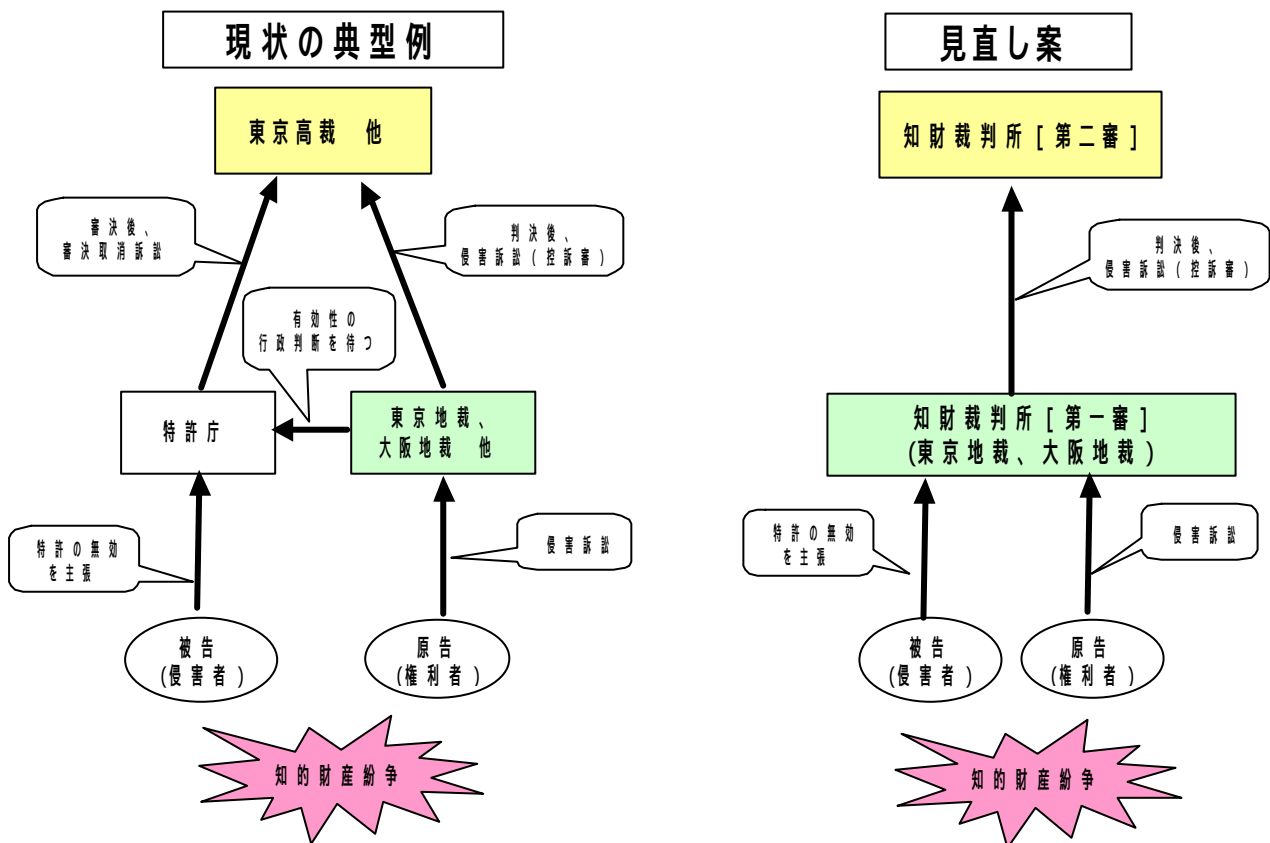 現状の典型例
東京高裁 他
審決後、
審決取消訴訟
判決後、
侵害訴訟(控訴審)
有効性の
行政判断を待つ
特許庁
東京地裁、
大阪地裁 他
特許の無効
を主張
侵害訴訟
被告
(侵害者)
原告
(権利者)
知的財産紛争
見直し案
知財裁判所[第二審]
判決後、
侵害訴訟(控訴審)
知財裁判所[第一審]
(東京地裁、大阪地裁)
特許の無効
を主張
侵害訴訟
被告
(侵害者)
原告
(権利者)
知的財産紛争